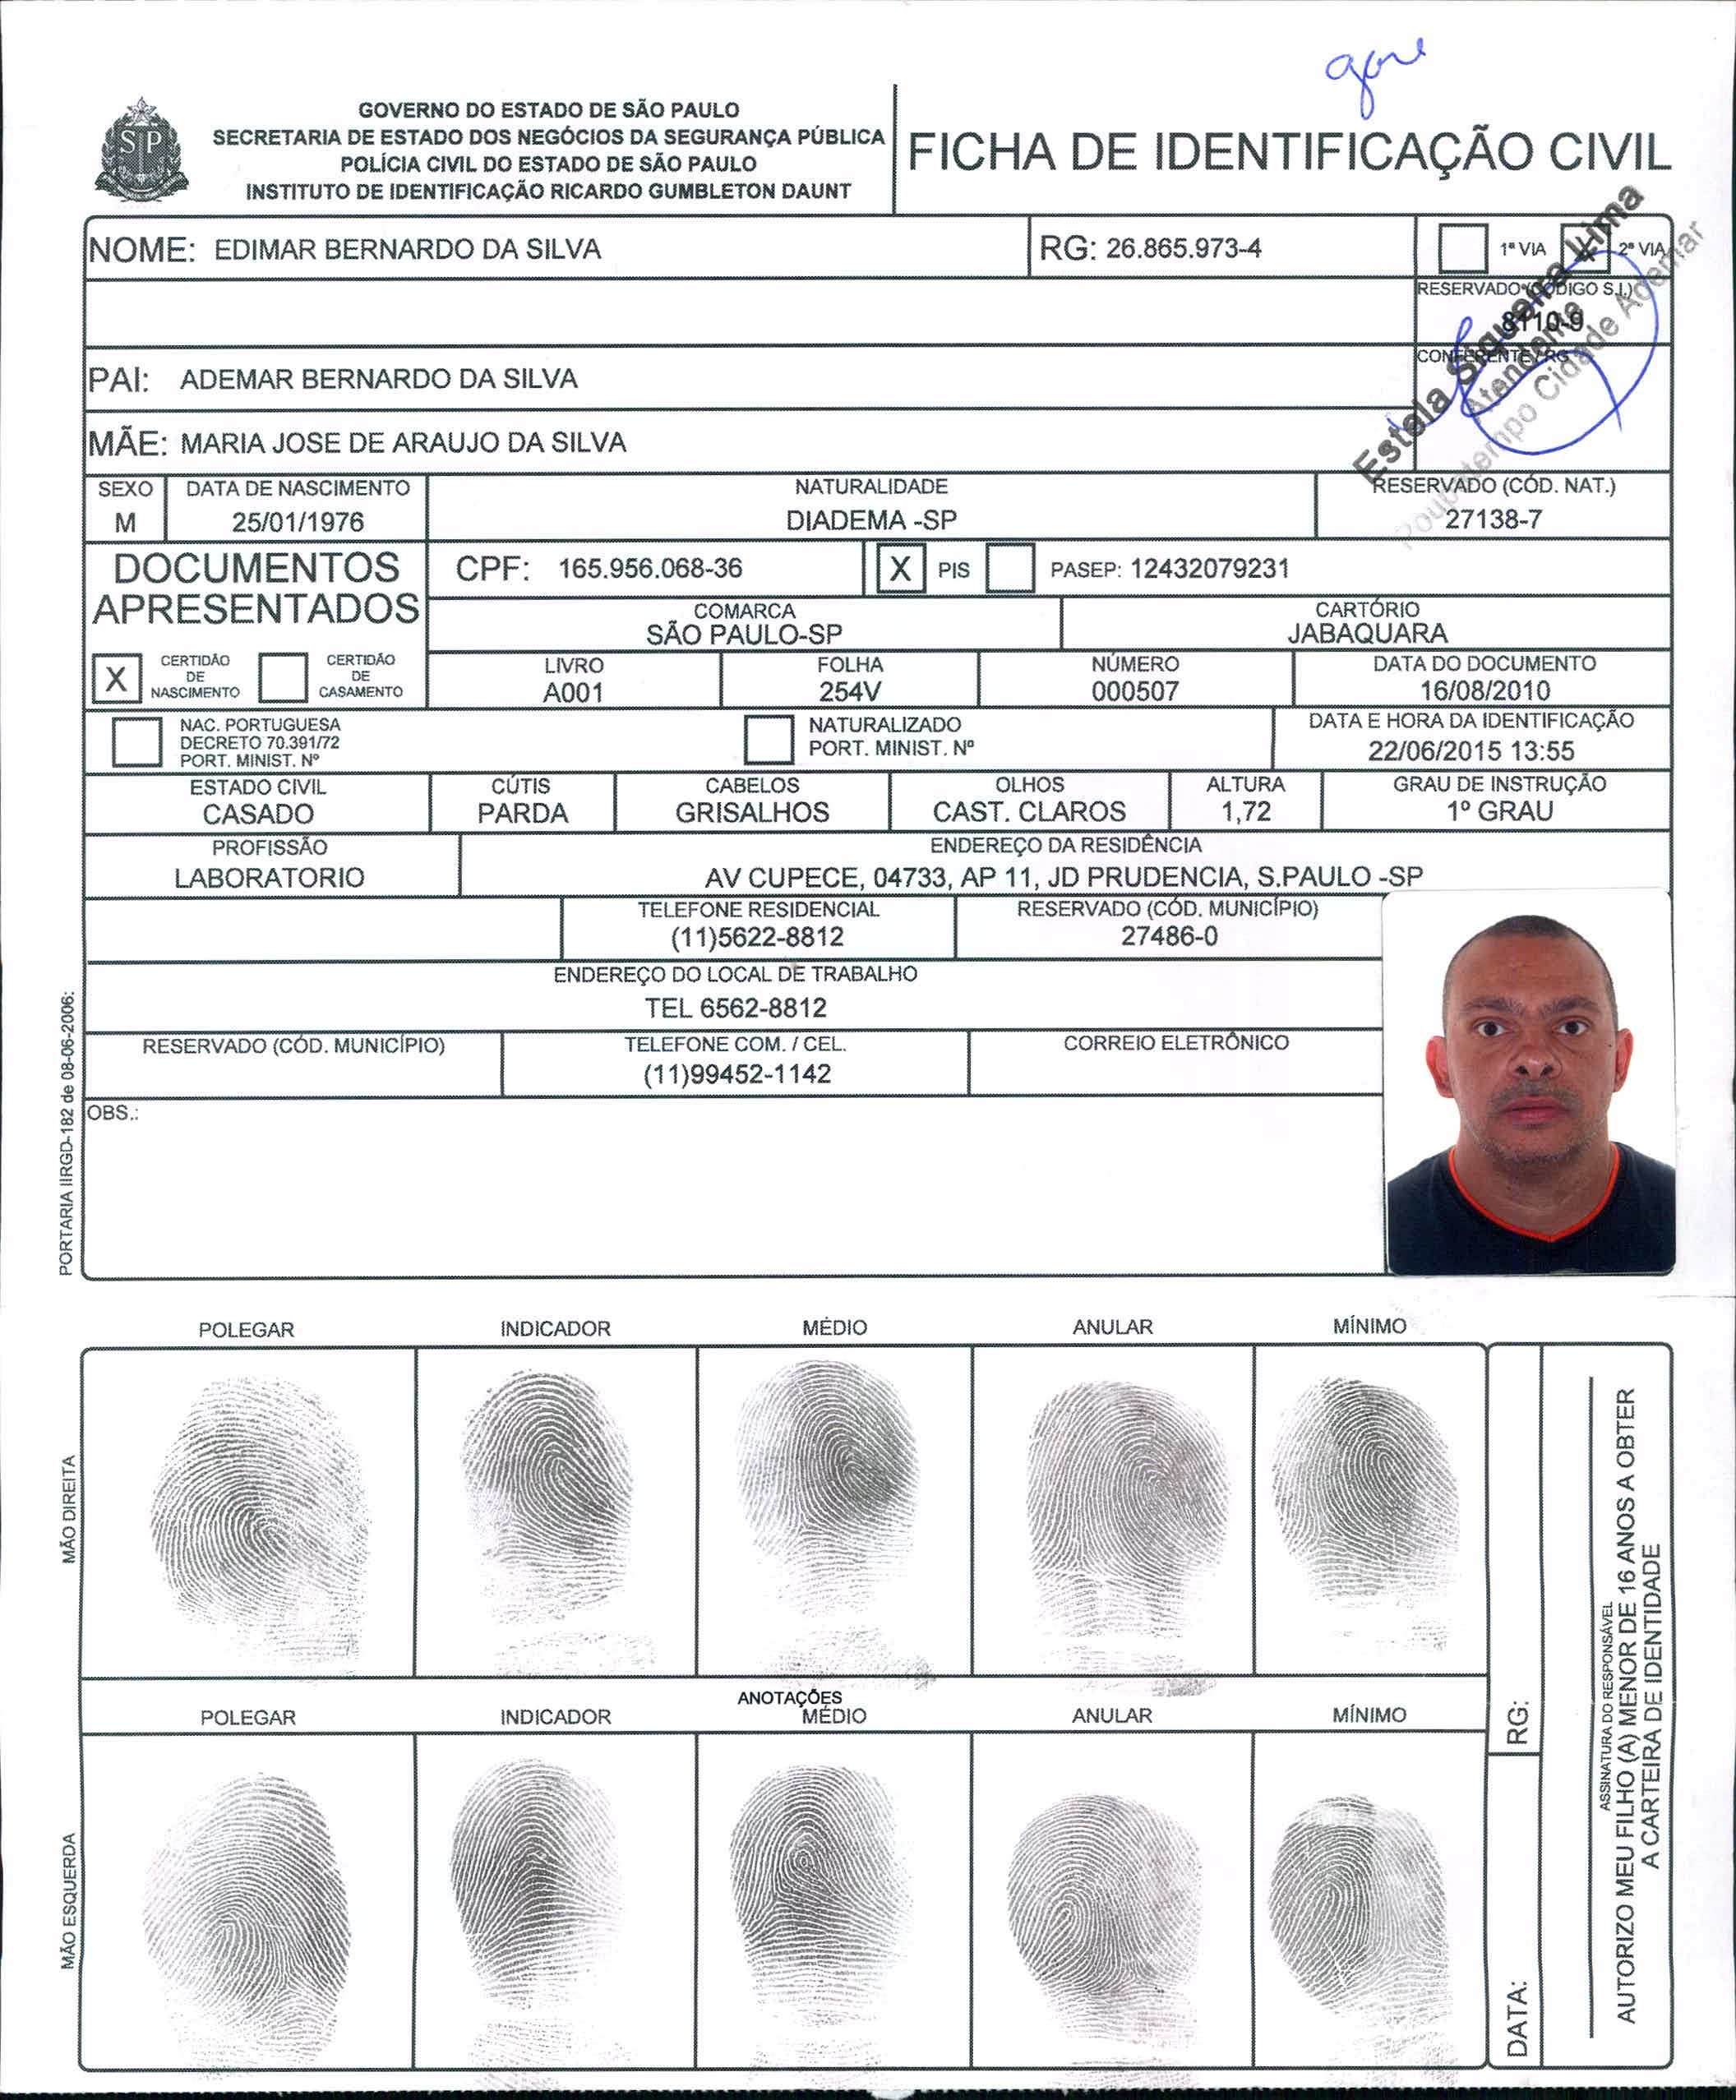 GOVERNO DO ESTADO DE SÃO PAULO
SECRETARIA DE ESTADO DOS NEGÓCIOS DA SEGURANÇA PÚBLICA
POLÍCIA CIVIL DO ESTADO DE SÃO PAULO
INSTITUTO DE IDENTIFICAÇÃO RICARDO GUMBLETON DAUNT
SP
FICHA DE IDENTIFICAÇÃO CIVIL
NOME: EDIMAR BERNARDO DA SILVA RG: 26.865.973-4 1ª VIA 2ª VIA
RESERVADO (CÓDIGO S.I.)
8110-9
CONFERENTE / RG
Estela Siqueira Lima
Atendente
Poupatempo Cidade Ademar
PAI: ADEMAR BERNARDO DA SILVA
MÃE: MARIA JOSE DE ARAUJO DA SILVA
SEXO DATA DE NASCIMENTO NATURALIDADE RESERVADO (CÓD. NAT.)
M 25/01/1976 DIADEMA -SP 27138-7
DOCUMENTOS APRESENTADOS
CPF: 165.956.068-36 X PIS PASEP: 12432079231
COMARCA CARTÓRIO
SÃO PAULO-SP JABAQUARA
X CERTIDÃO DE NASCIMENTO CERTIDÃO DE CASAMENTO
LIVRO FOLHA NÚMERO DATA DO DOCUMENTO
A001 254V 000507 16/08/2010
NAC. PORTUGUESA
DECRETO 70.391/72
PORT. MINIST. Nº
NATURALIZADO
PORT. MINIST. Nº
DATA E HORA DA IDENTIFICAÇÃO
22/06/2015 13:55
ESTADO CIVIL CÚTIS CABELOS OLHOS ALTURA GRAU DE INSTRUÇÃO
CASADO PARDA GRISALHOS CAST. CLAROS 1,72 1º GRAU
PROFISSÃO ENDEREÇO DA RESIDÊNCIA
LABORATORIO AV CUPECE, 04733, AP 11, JD PRUDENCIA, S.PAULO -SP
TELEFONE RESIDENCIAL RESERVADO (CÓD. MUNICÍPIO)
(11)5622-8812 27486-0
ENDEREÇO DO LOCAL DE TRABALHO
TEL 6562-8812
RESERVADO (CÓD. MUNICÍPIO) TELEFONE COM. / CEL. CORREIO ELETRÔNICO
(11)99452-1142
OBS.:
PORTARIA IIRGD-182 de 08-06-2006:
POLEGAR INDICADOR MÉDIO ANULAR MÍNIMO
MÃO DIREITA
ANOTAÇÕES
POLEGAR INDICADOR MÉDIO ANULAR MÍNIMO
MÃO ESQUERDA
RG:
DATA:
ASSINATURA DO RESPONSÁVEL
AUTORIZO MEU FILHO (A) MENOR DE 16 ANOS A OBTER
A CARTEIRA DE IDENTIDADE